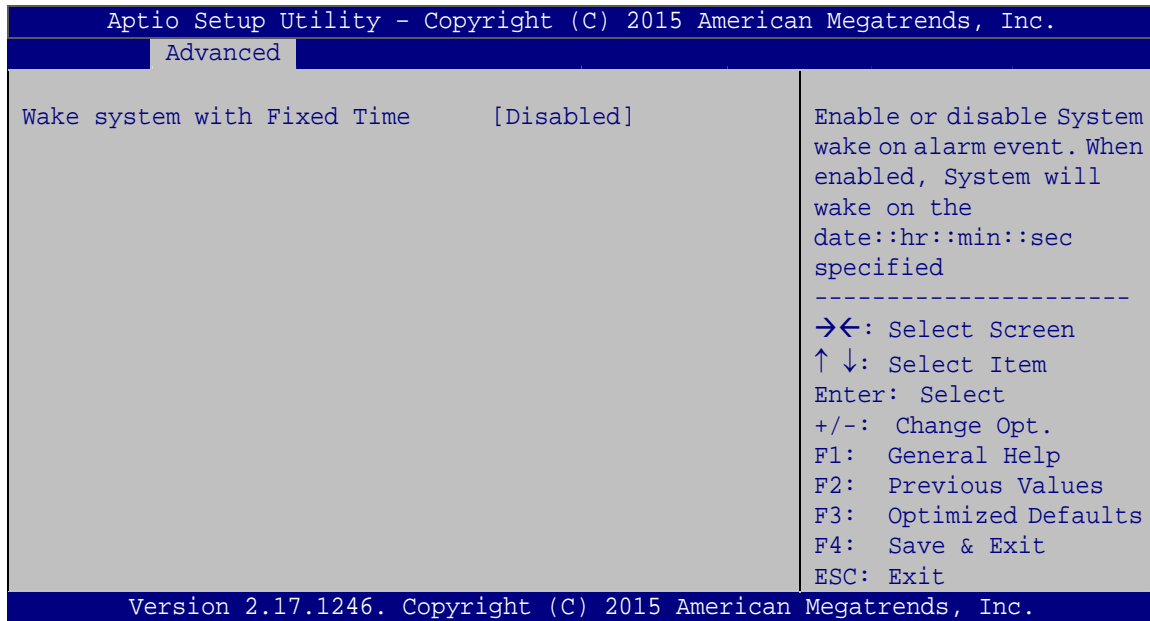 Aptio Setup Utility – Copyright (C) 2015 American Megatrends, Inc.
Advanced
Wake system with Fixed Time [Disabled]
Enable or disable System
wake on alarm event. When
enabled, System will
wake on the
date::hr::min::sec
specified
----------------------
→←: Select Screen
↑ ↓: Select Item
Enter: Select
+/-: Change Opt.
F1: General Help
F2: Previous Values
F3: Optimized Defaults
F4: Save & Exit
ESC: Exit
Version 2.17.1246. Copyright (C) 2015 American Megatrends, Inc.